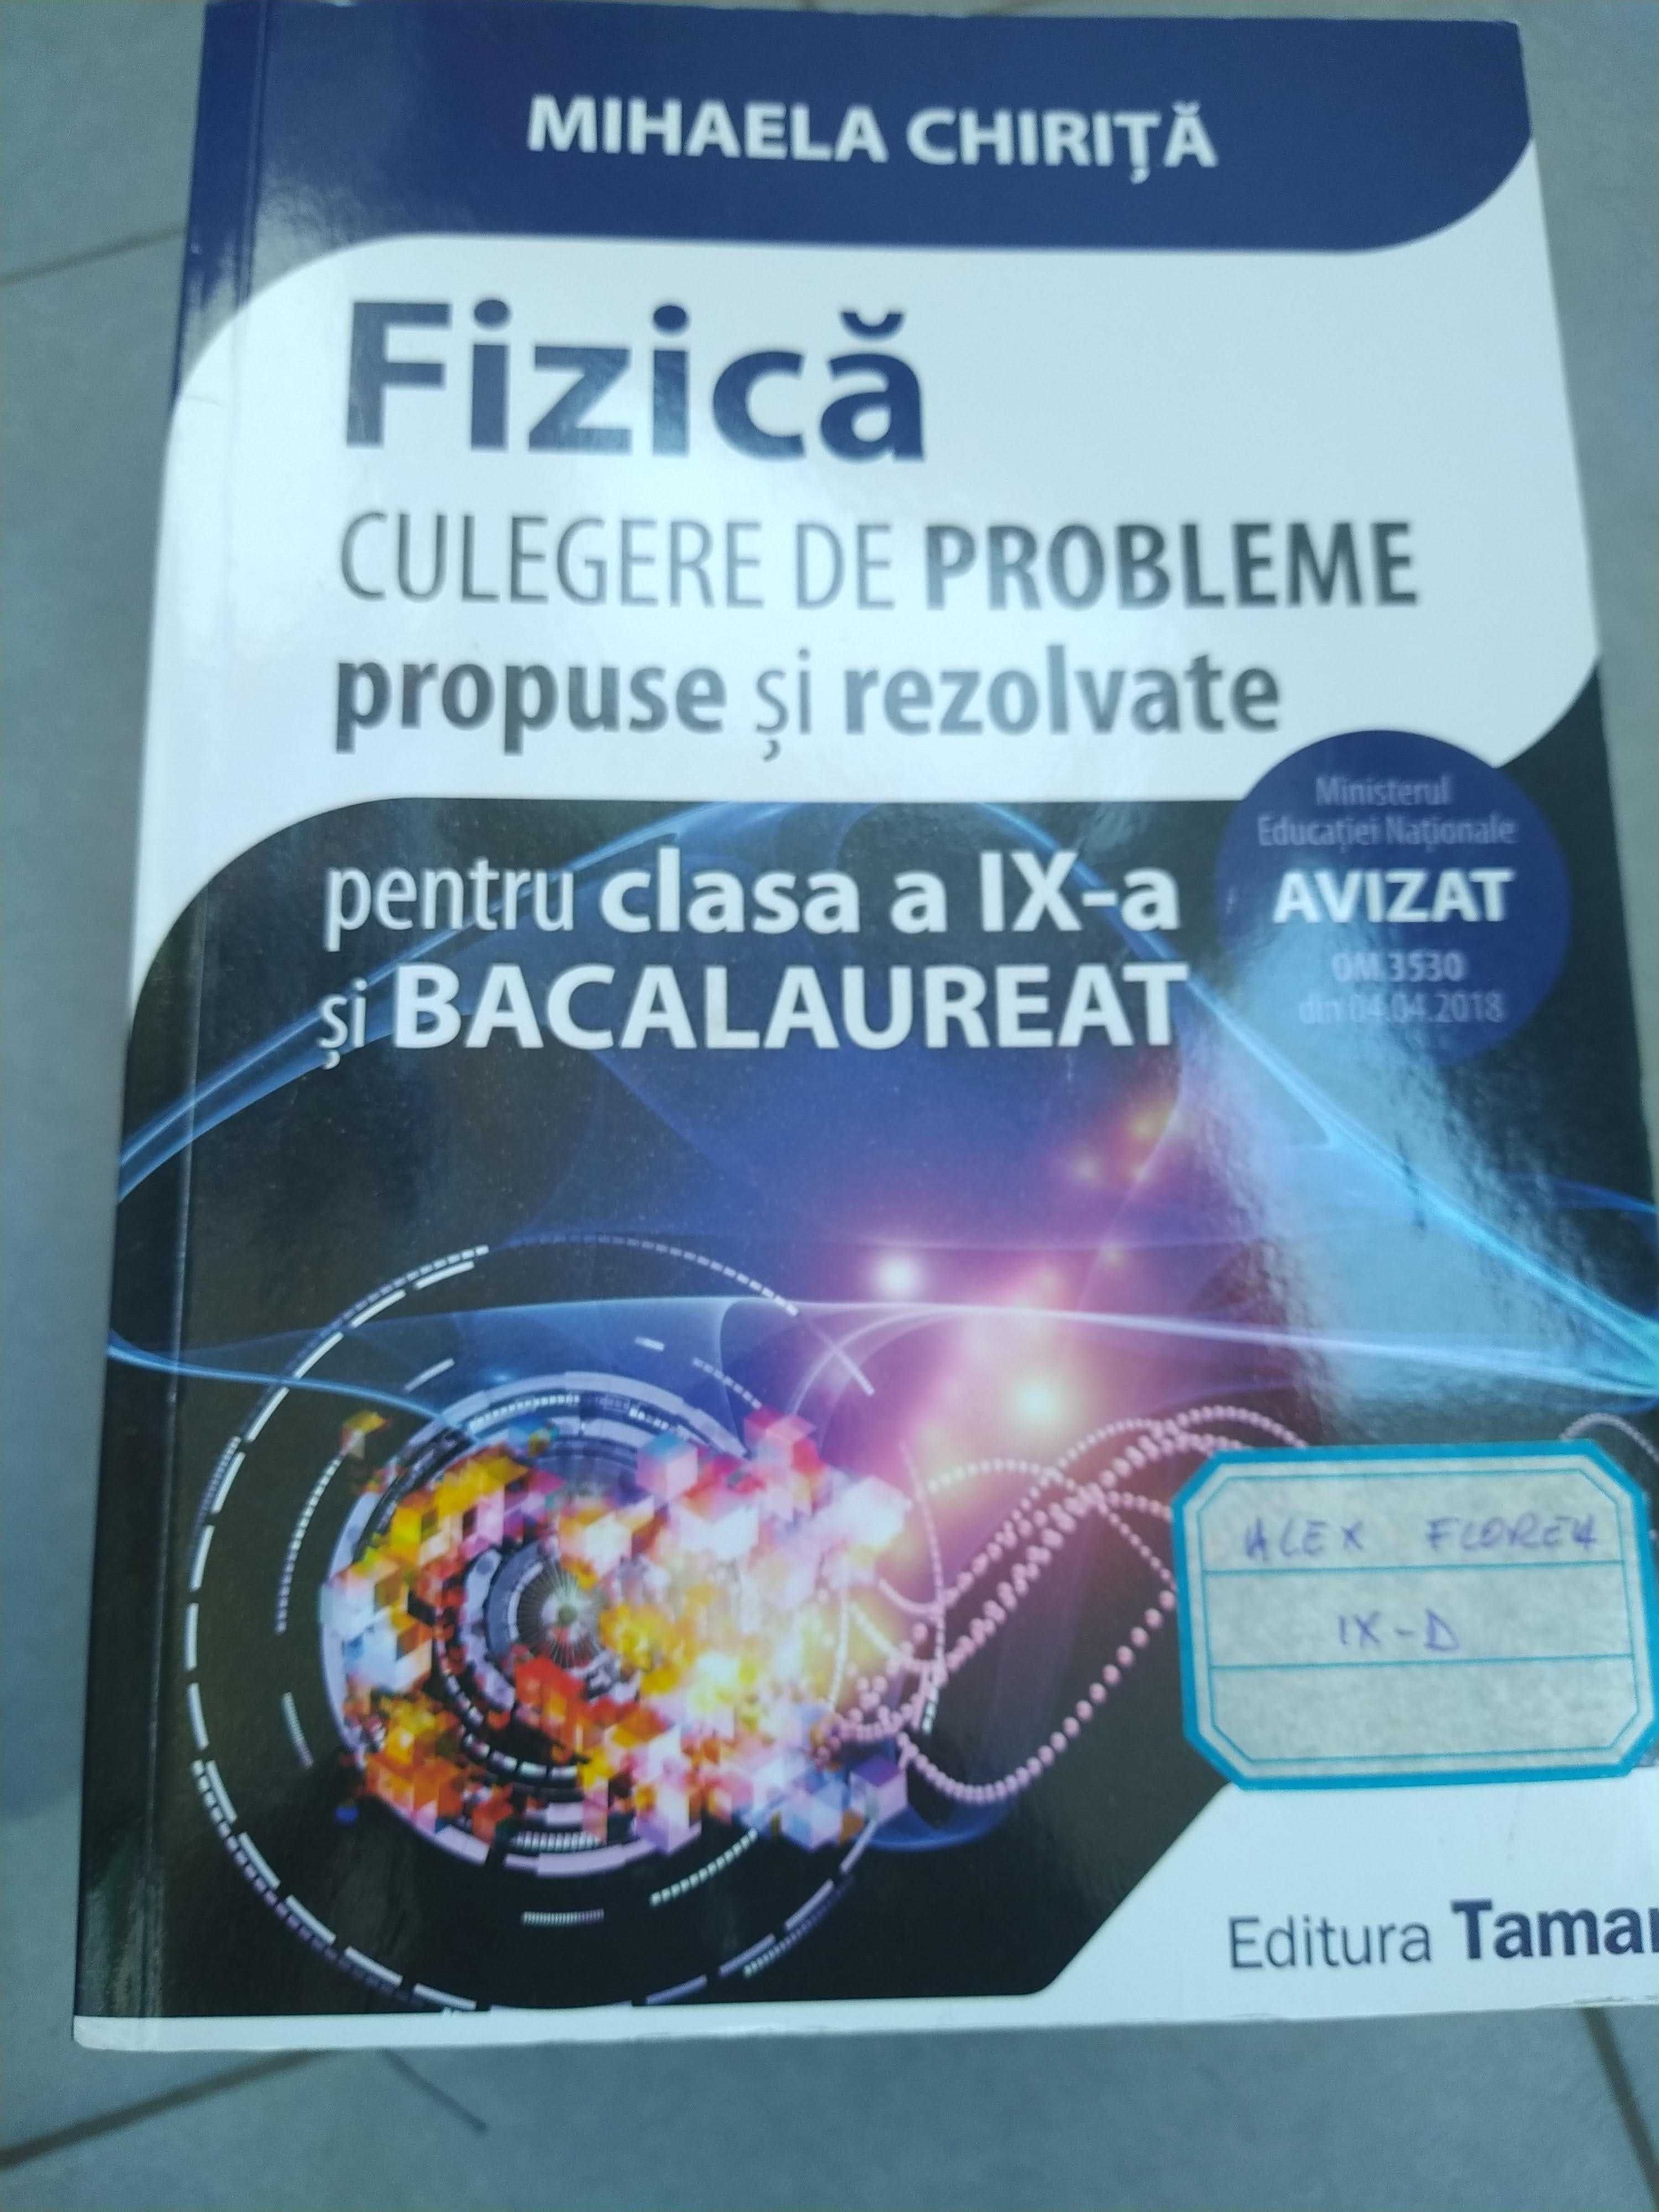 MIHAELA CHIRIȚĂ
Fizică
CULEGERE DE PROBLEME
propuse și rezolvate
Ministerul
Educației Naționale
AVIZAT
OM 3530
din 04.04.2018
pentru clasa a IX-a
și BACALAUREAT
ALEX FLOREA
IX-D
Editura Tamar